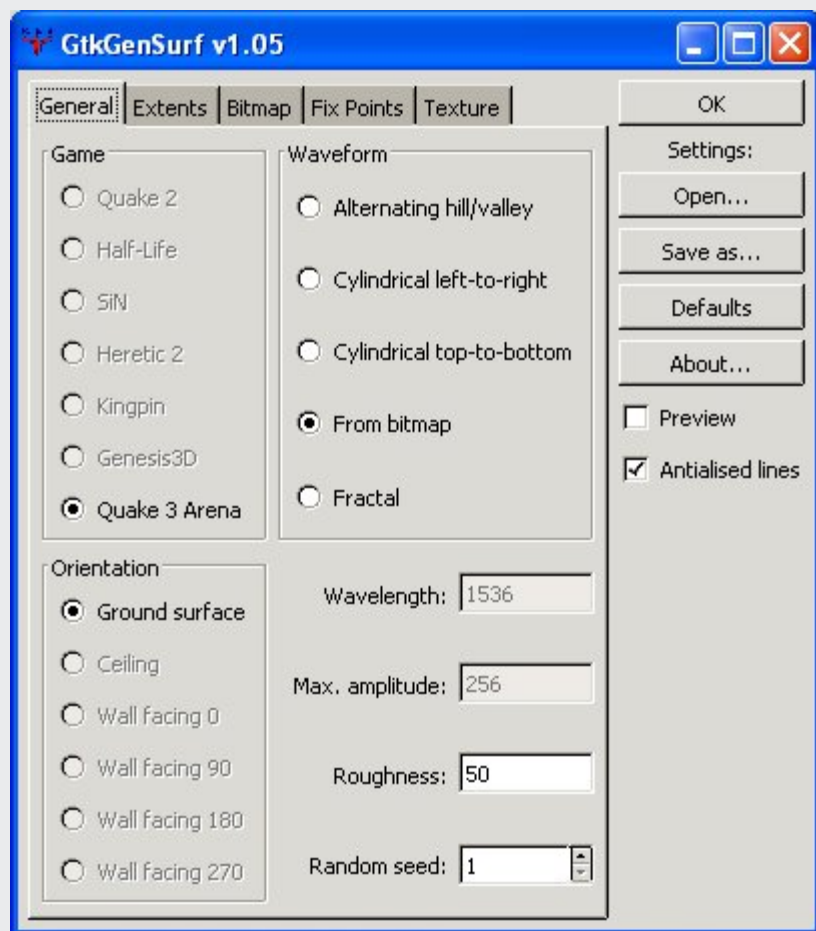 GtkGenSurf v1.05
General
Extents
Bitmap
Fix Points
Texture
Game
Quake 2
Half-Life
SiN
Heretic 2
Kingpin
Genesis3D
Quake 3 Arena
Waveform
Alternating hill/valley
Cylindrical left-to-right
Cylindrical top-to-bottom
From bitmap
Fractal
Orientation
Ground surface
Ceiling
Wall facing 0
Wall facing 90
Wall facing 180
Wall facing 270
Wavelength: 1536
Max. amplitude: 256
Roughness: 50
Random seed: 1
OK
Settings:
Open...
Save as...
Defaults
About...
Preview
Antialised lines